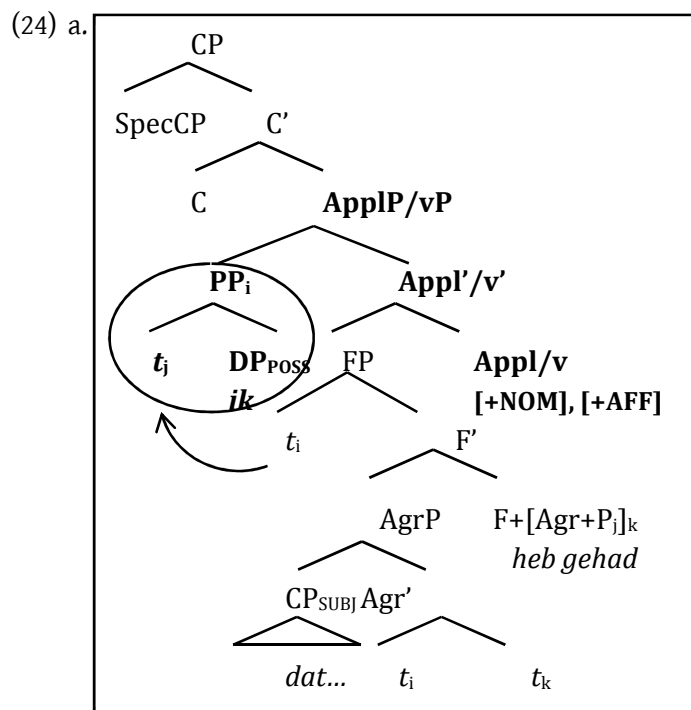 (24) a.
CP
SpecCP C’
C ApplP/vP
PPi Appl’/v’
tj DPPOSS FP Appl/v
ik [+NOM], [+AFF]
ti F’
AgrP F+[Agr+Pj]k
heb gehad
CPSUBJ Agr’
dat... ti tk